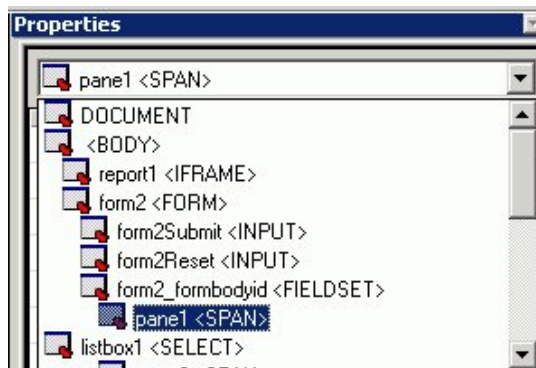 Properties
pane1 <SPAN>
DOCUMENT
<BODY>
report1 <IFRAME>
form2 <FORM>
form2Submit <INPUT>
form2Reset <INPUT>
form2_formbodyid <FIELDSET>
pane1 <SPAN>
listbox1 <SELECT>